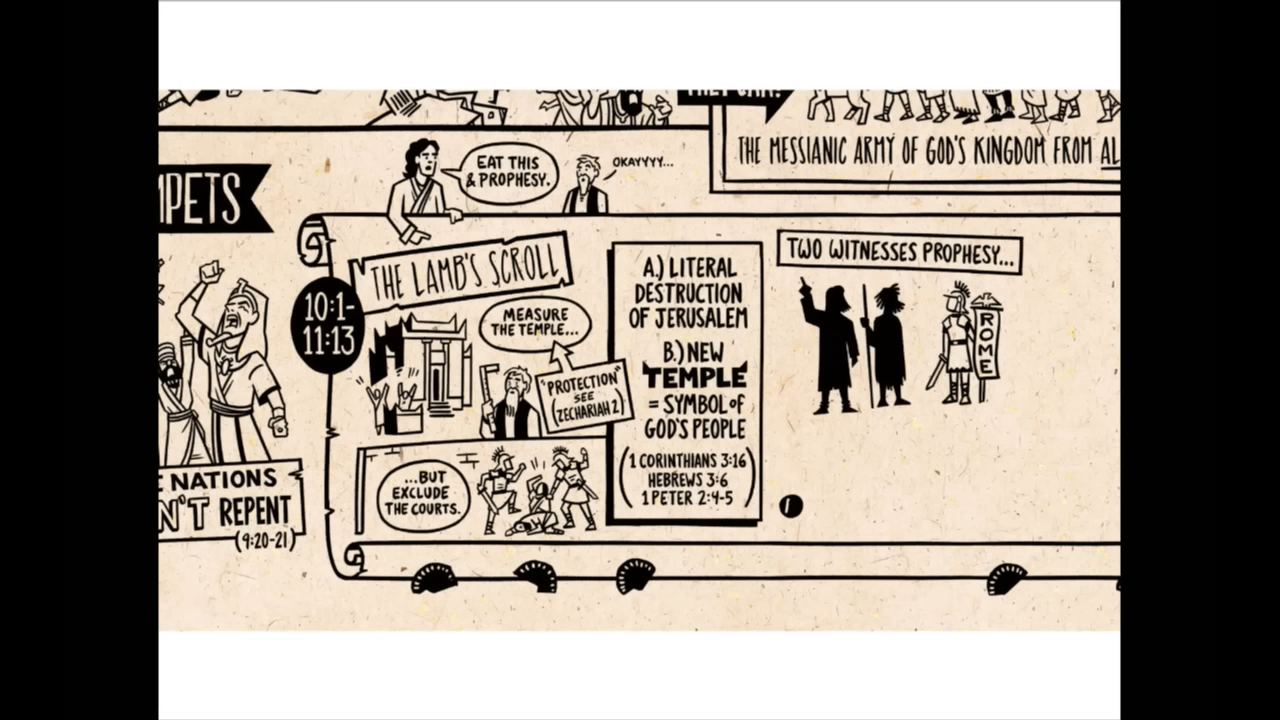 THE MESSIANIC ARMY OF GOD'S KINGDOM FROM AL
EAT THIS
& PROPHESY.
OKAYYYY...
MPETS
THE LAMB'S SCROLL
10:1-
11:13
MEASURE
THE TEMPLE...
"PROTECTION"
SEE
(ZECHARIAH 2)
...BUT
EXCLUDE
THE COURTS.
A.) LITERAL
DESTRUCTION
OF JERUSALEM
B.) NEW
TEMPLE
= SYMBOL OF
GOD'S PEOPLE
(1 CORINTHIANS 3:16
HEBREWS 3:6
1 PETER 2:4-5)
TWO WITNESSES PROPHESY...
ROME
NATIONS
N'T REPENT
(9:20-21)